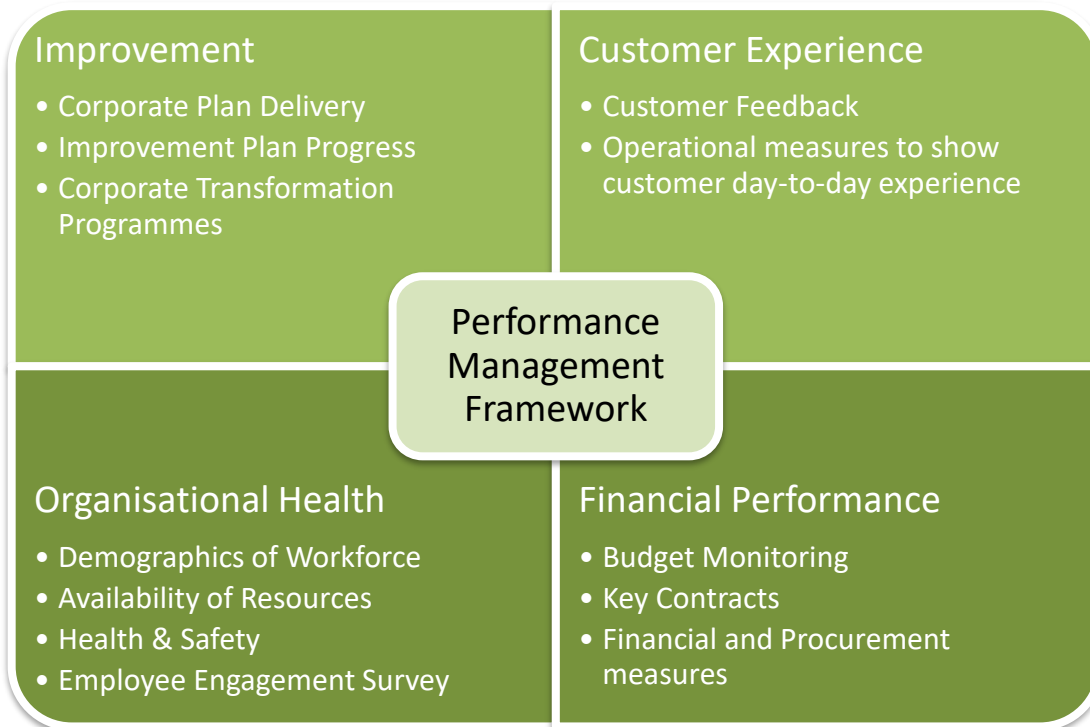 Improvement
• Corporate Plan Delivery
• Improvement Plan Progress
• Corporate Transformation
Programmes
Customer Experience
• Customer Feedback
• Operational measures to show
customer day-to-day experience
Performance
Management
Framework
Organisational Health
• Demographics of Workforce
• Availability of Resources
• Health & Safety
• Employee Engagement Survey
Financial Performance
• Budget Monitoring
• Key Contracts
• Financial and Procurement
measures